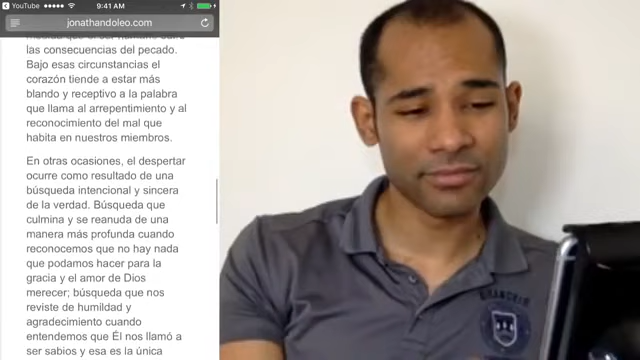 YouTube
9:41 AM
jonathandoleo.com
las consecuencias del pecado.
Bajo esas circunstancias el
corazón tiende a estar más
blando y receptivo a la palabra
que llama al arrepentimiento y al
reconocimiento del mal que
habita en nuestros miembros.
En otras ocasiones, el despertar
ocurre como resultado de una
búsqueda intencional y sincera
de la verdad. Búsqueda que
culmina y se reanuda de una
manera más profunda cuando
reconocemos que no hay nada
que podamos hacer para la
gracia y el amor de Dios
merecer; búsqueda que nos
reviste de humildad y
agradecimiento cuando
entendemos que Él nos llamó a
ser sabios y esa es la única